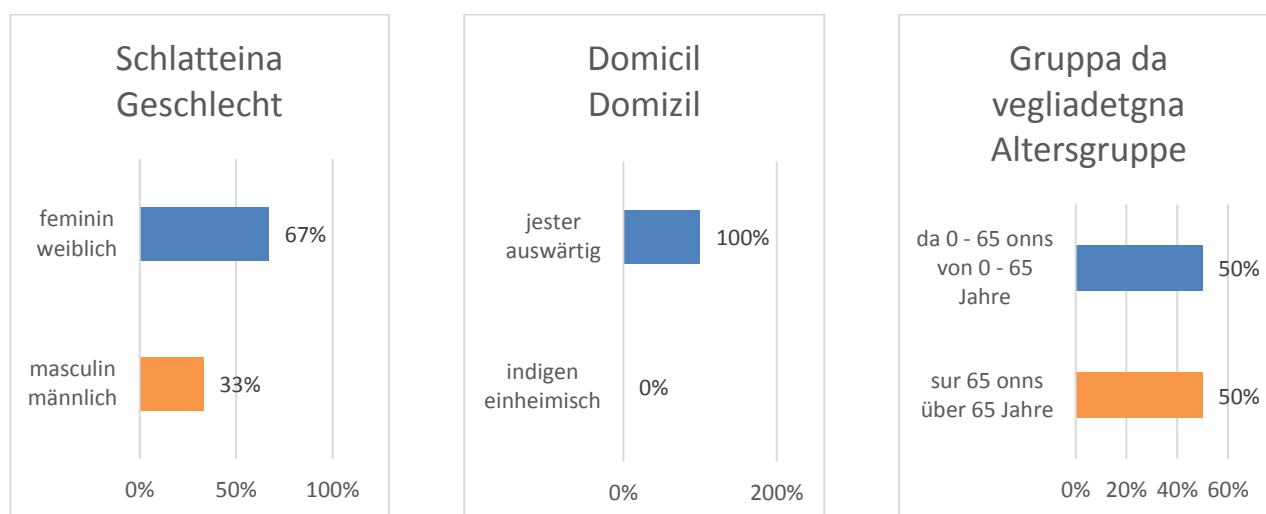 Schlatteina
Geschlecht
feminin
weiblich
67%
masculin
männlich
33%
0%
50%
100%
Domicil
Domizil
jester
auswärtig
100%
indigen
einheimisch
0%
0%
200%
Gruppa da
vegliadetgna
Altersgruppe
da 0 - 65 onns
von 0 - 65
Jahre
50%
sur 65 onns
über 65 Jahre
50%
0%
20%
40%
60%